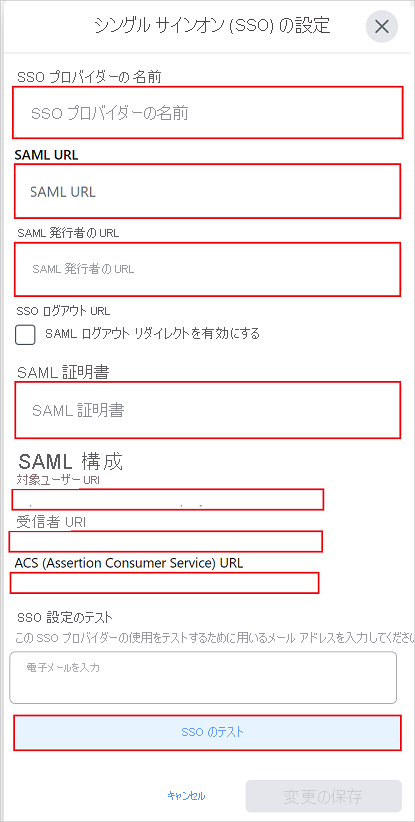 シングル サインオン (SSO) の設定
SSO プロバイダーの名前
SSO プロバイダーの名前
SAML URL
SAML URL
SAML 発行者の URL
SAML 発行者の URL
SSO ログアウト URL
SAML ログアウト リダイレクトを有効にする
SAML 証明書
SAML 証明書
SAML 構成
対象ユーザー URI
受信者 URI
ACS (Assertion Consumer Service) URL
SSO 設定のテスト
この SSO プロバイダーの使用をテストするために用いるメール アドレスを入力してくださ
電子メールを入力
SSO のテスト
キャンセル
変更の保存